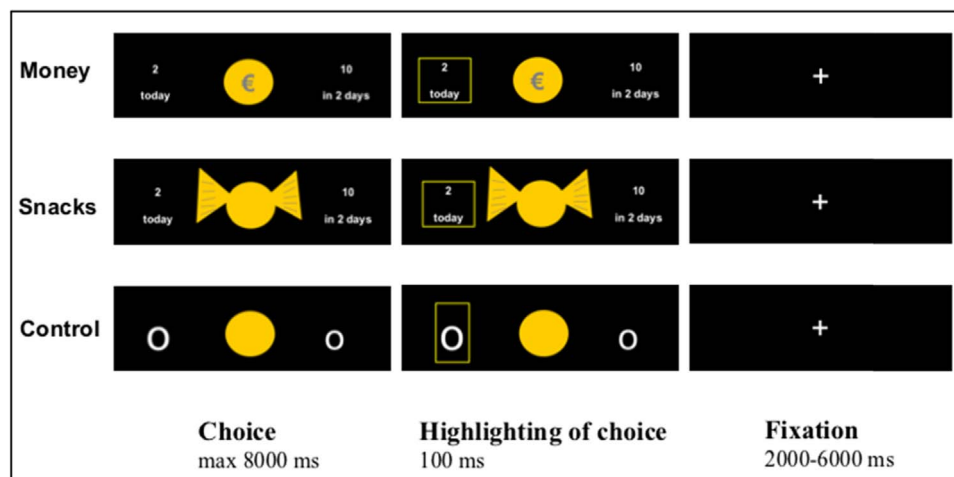 Money
2
today
€
10
in 2 days
2
today
€
10
in 2 days
+
Snacks
2
today
10
in 2 days
2
today
10
in 2 days
+
Control
O
O
O
O
+
Choice
max 8000 ms
Highlighting of choice
100 ms
Fixation
2000-6000 ms